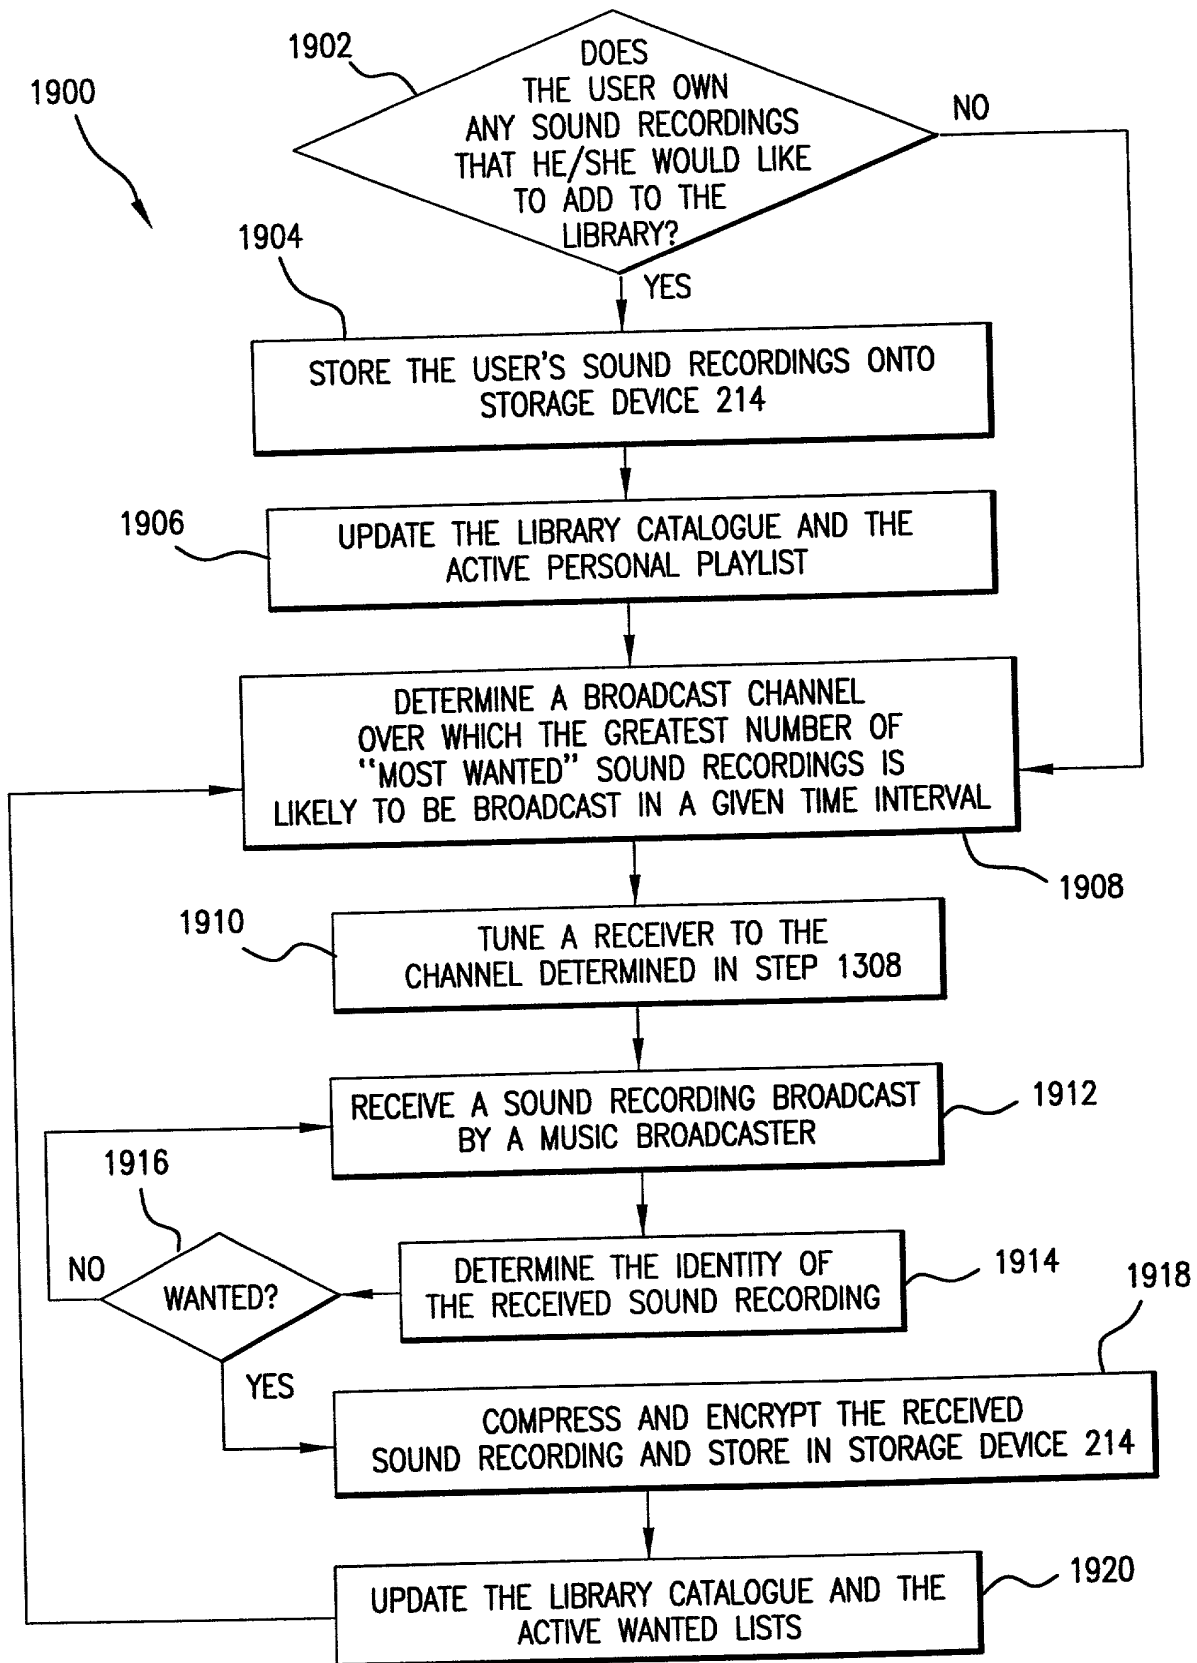 1900
1902
DOES
THE USER OWN
ANY SOUND RECORDINGS
THAT HE/SHE WOULD LIKE
TO ADD TO THE
LIBRARY?
NO
YES
1904
STORE THE USER'S SOUND RECORDINGS ONTO
STORAGE DEVICE 214
1906
UPDATE THE LIBRARY CATALOGUE AND THE
ACTIVE PERSONAL PLAYLIST
DETERMINE A BROADCAST CHANNEL
OVER WHICH THE GREATEST NUMBER OF
"MOST WANTED" SOUND RECORDINGS IS
LIKELY TO BE BROADCAST IN A GIVEN TIME INTERVAL
1908
1910
TUNE A RECEIVER TO THE
CHANNEL DETERMINED IN STEP 1308
RECEIVE A SOUND RECORDING BROADCAST
BY A MUSIC BROADCASTER
1912
DETERMINE THE IDENTITY OF
THE RECEIVED SOUND RECORDING
1914
1916
WANTED?
NO
YES
1918
COMPRESS AND ENCRYPT THE RECEIVED
SOUND RECORDING AND STORE IN STORAGE DEVICE 214
UPDATE THE LIBRARY CATALOGUE AND THE
ACTIVE WANTED LISTS
1920